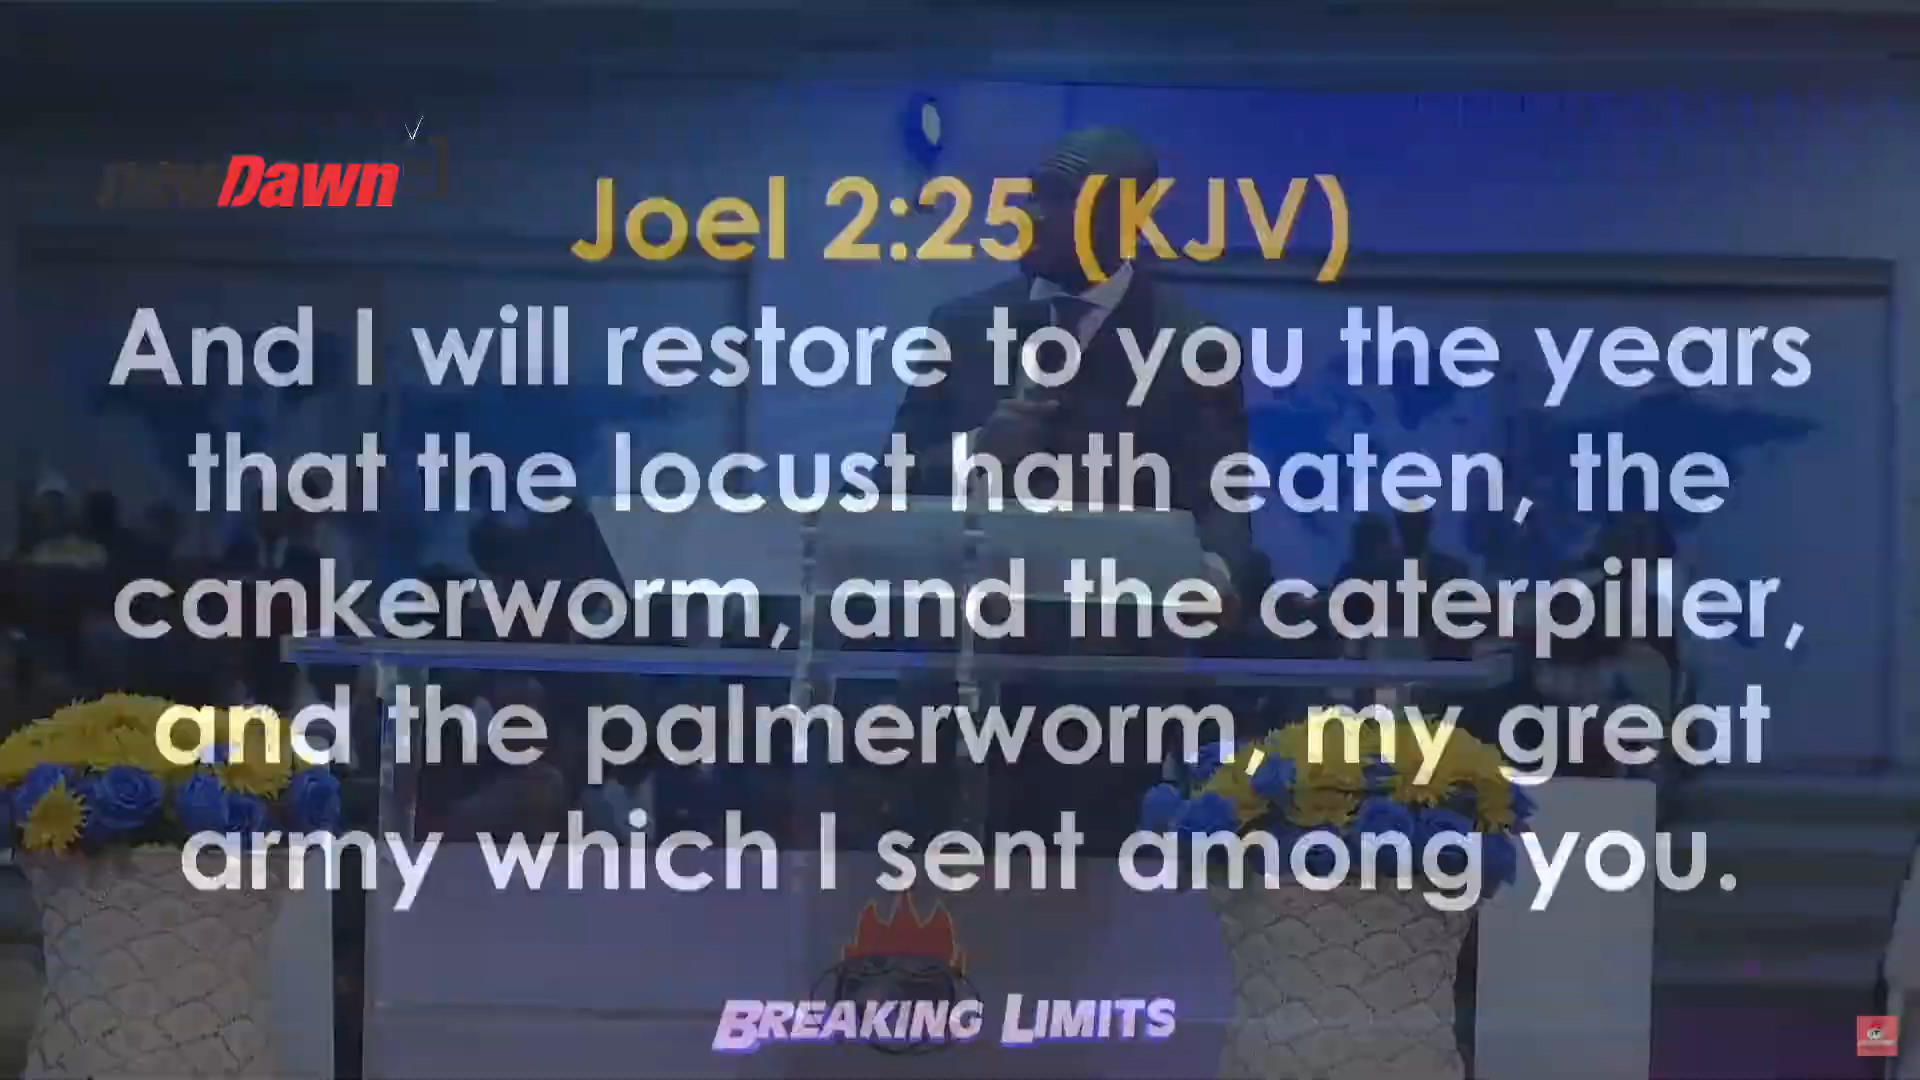 new Dawn
Joel 2:25 (KJV)
And I will restore to you the years
that the locust hath eaten, the
cankerworm, and the caterpiller,
and the palmerworm, my great
army which I sent among you.
BREAKING LIMITS